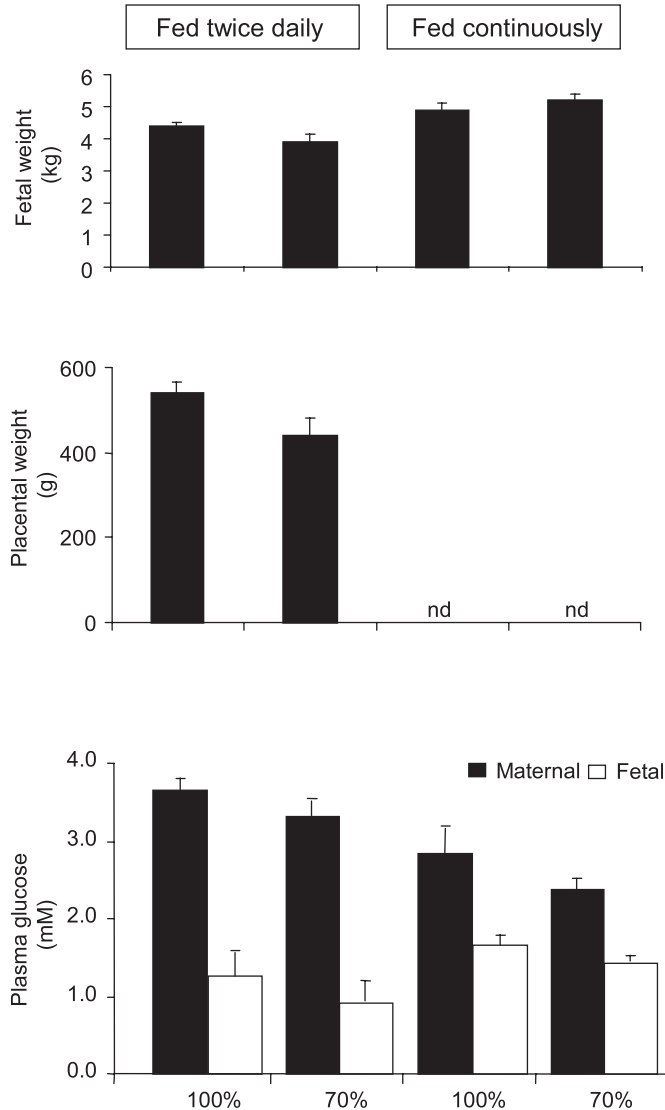 Fed twice daily
Fed continuously
Fetal weight
(kg)
6
5
4
3
2
1
0
Placental weight
(g)
600
400
200
0
nd
nd
Plasma glucose
(mM)
4.0
3.0
2.0
1.0
0.0
Maternal
Fetal
100%
70%
100%
70%